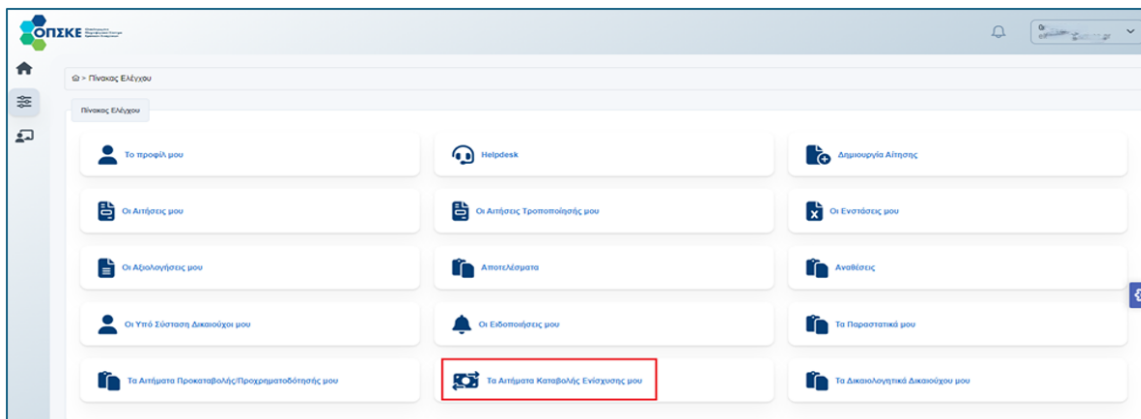 ΟΠΣΚΕ
> Πίνακας Ελέγχου
Πίνακας Ελέγχου
Το προφίλ μου
Helpdesk
Δημιουργία Αίτησης
Οι Αιτήσεις μου
Οι Αιτήσεις Τροποποίησής μου
Οι Ενστάσεις μου
Οι Αξιολογήσεις μου
Αποτελέσματα
Αναθέσεις
Οι Υπό Σύσταση Δικαιούχοι μου
Οι Ειδοποιήσεις μου
Τα Παραστατικά μου
Τα Αιτήματα Προκαταβολής/Προχρηματοδότησής μου
Τα Αιτήματα Καταβολής Ενίσχυσης μου
Τα Δικαιολογητικά Δικαιούχου μου